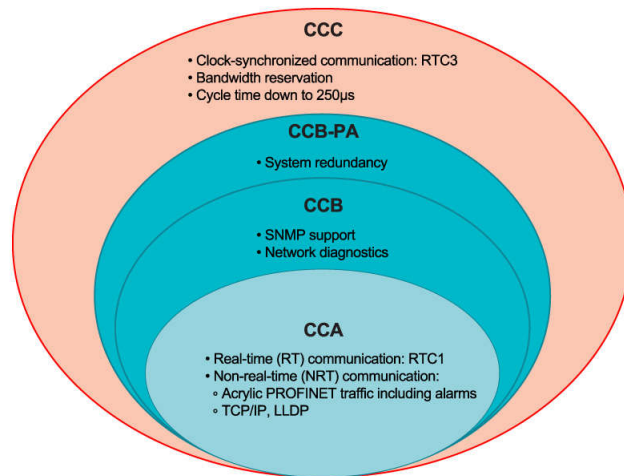 CCC
• Clock-synchronized communication: RTC3
• Bandwidth reservation
• Cycle time down to 250µs
CCB-PA
• System redundancy
CCB
• SNMP support
• Network diagnostics
CCA
• Real-time (RT) communication: RTC1
• Non-real-time (NRT) communication:
∘ Acrylic PROFINET traffic including alarms
∘ TCP/IP, LLDP